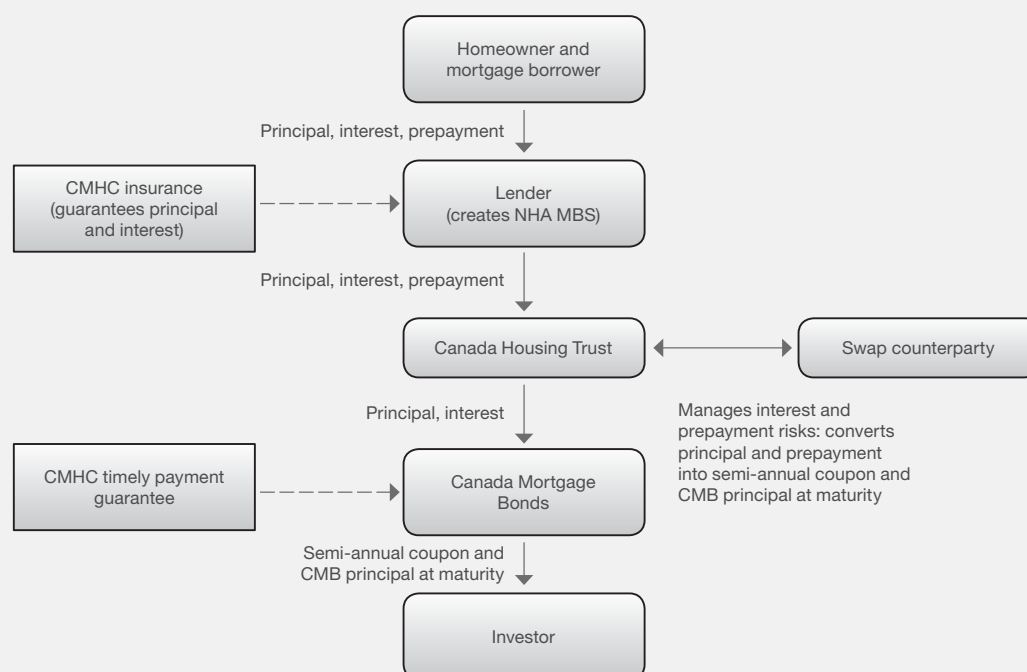 Homeowner and
mortgage borrower
Principal, interest, prepayment
CMHC insurance
(guarantees principal
and interest)
Lender
(creates NHA MBS)
Principal, interest, prepayment
Canada Housing Trust
Swap counterparty
Principal, interest
Manages interest and
prepayment risks: converts
principal and prepayment
into semi-annual coupon and
CMB principal at maturity
CMHC timely payment
guarantee
Canada Mortgage
Bonds
Semi-annual coupon and
CMB principal at maturity
Investor